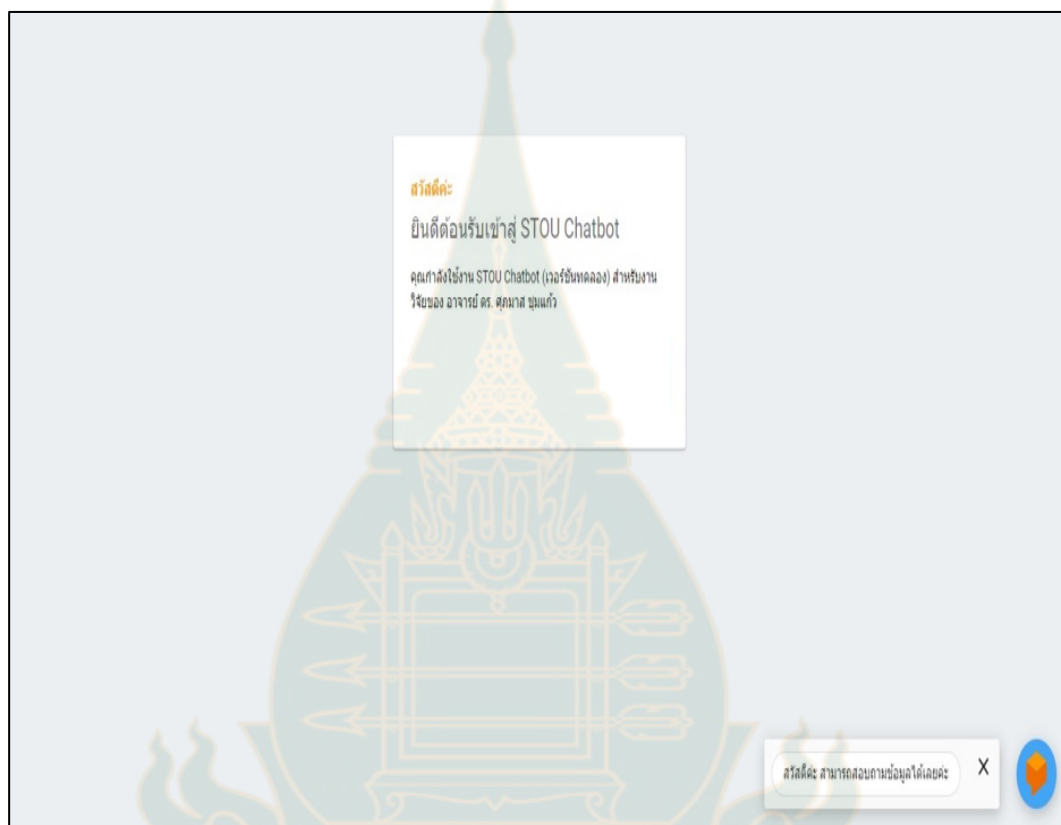 สวัสดีค่ะ
ยินดีต้อนรับเข้าสู่ STOU Chatbot
คุณกำลังใช้งาน STOU Chatbot (เวอร์ชันทดลอง) สำหรับงาน
วิจัยของ อาจารย์ ดร. ศุภมาส ชุมแก้ว
สวัสดีค่ะ สามารถสอบถามข้อมูลได้เลยค่ะ X